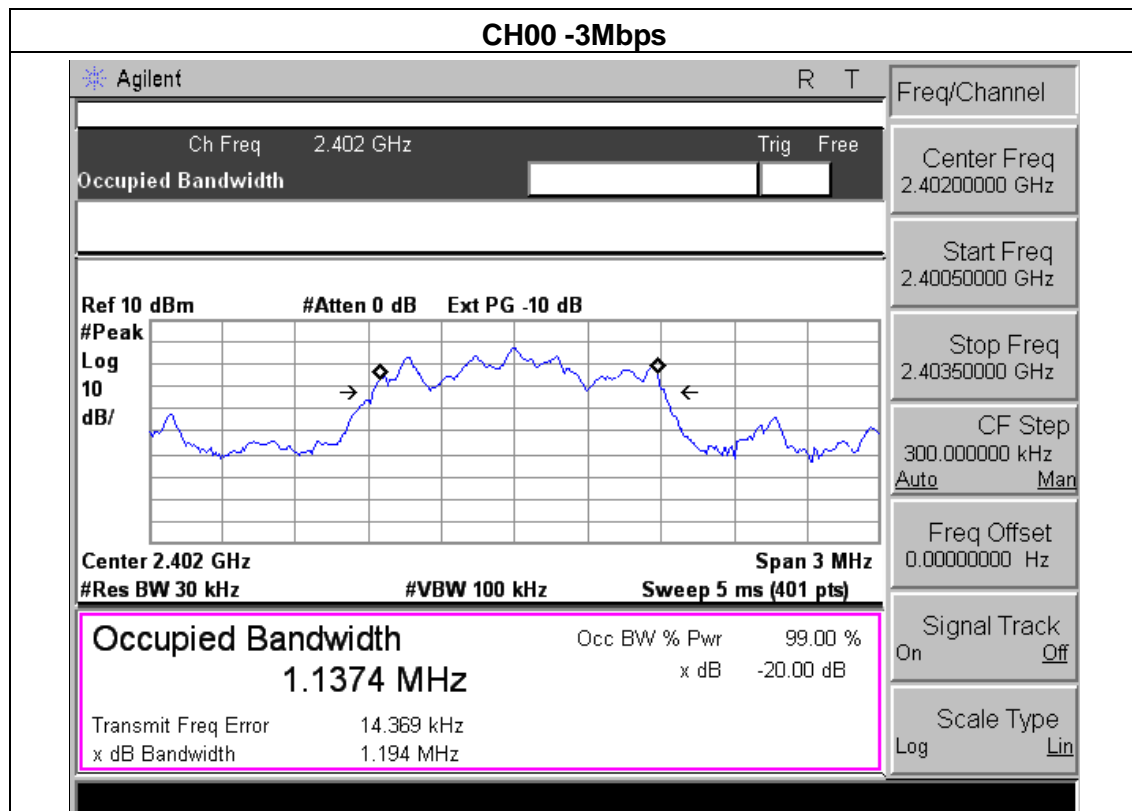 CH00 -3Mbps
Agilent R T
Ch Freq 2.402 GHz Trig Free
Occupied Bandwidth
Ref 10 dBm #Atten 0 dB Ext PG -10 dB
#Peak
Log
10
dB/
Center 2.402 GHz Span 3 MHz
#Res BW 30 kHz #VBW 100 kHz Sweep 5 ms (401 pts)
Occupied Bandwidth Occ BW % Pwr 99.00 %
1.1374 MHz x dB -20.00 dB
Transmit Freq Error 14.369 kHz
x dB Bandwidth 1.194 MHz
Freq/Channel
Center Freq
2.40200000 GHz
Start Freq
2.40050000 GHz
Stop Freq
2.40350000 GHz
CF Step
300.000000 kHz
Auto Man
Freq Offset
0.00000000 Hz
Signal Track
On Off
Scale Type
Log Lin